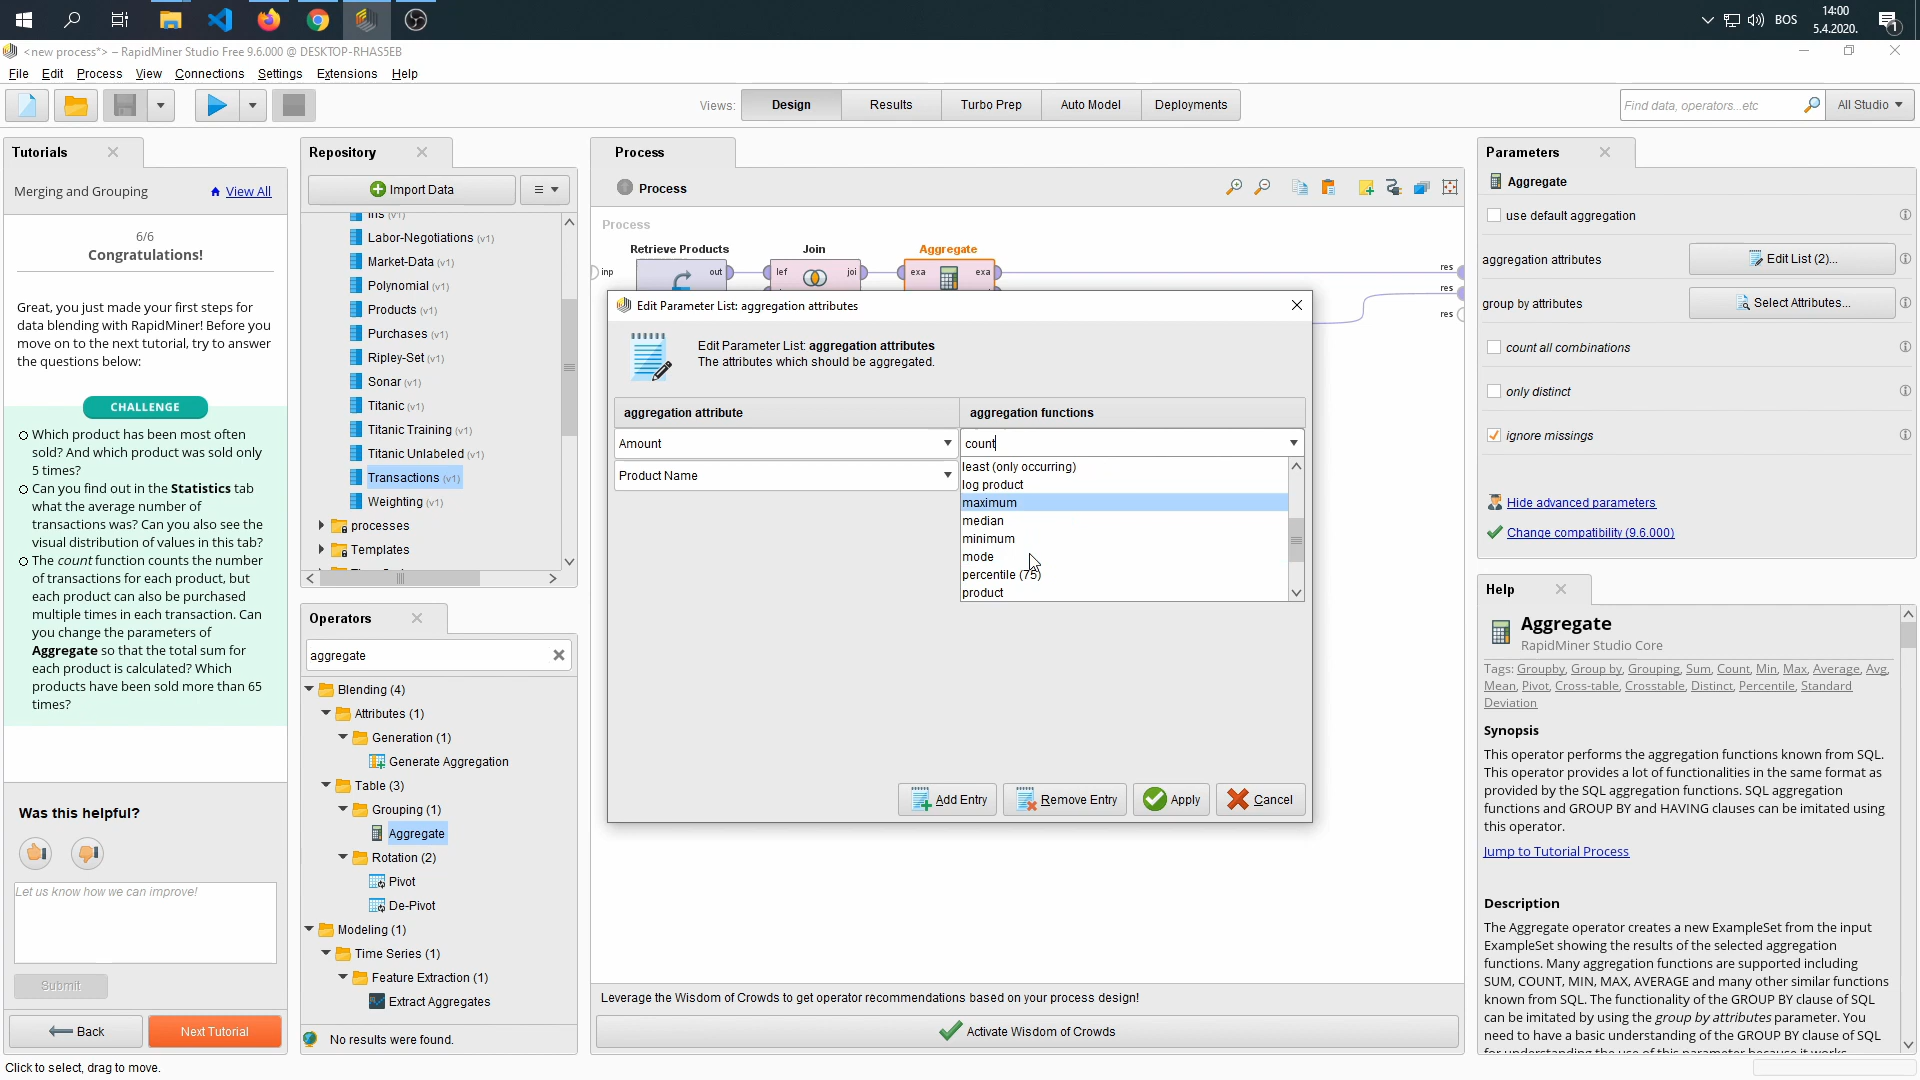 14:00
BOS
5.4.2020.
1
<new process*> – RapidMiner Studio Free 9.6.000 @ DESKTOP-RHAS5EB
File Edit Process View Connections Settings Extensions Help
Views: Design Results Turbo Prep Auto Model Deployments
Find data, operators...etc
All Studio
Tutorials
Merging and Grouping
View All
6/6
Congratulations!
Great, you just made your first steps for
data blending with RapidMiner! Before you
move on to the next tutorial, try to answer
the questions below:
CHALLENGE
Which product has been most often
sold? And which product was sold only
5 times?
Can you find out in the Statistics tab
what the average number of
transactions was? Can you also see the
visual distribution of values in this tab?
The count function counts the number
of transactions for each product, but
each product can also be purchased
multiple times in each transaction. Can
you change the parameters of
Aggregate so that the total sum for
each product is calculated? Which
products have been sold more than 65
times?
Was this helpful?
Let us know how we can improve!
Submit
Back
Next Tutorial
Click to select, drag to move.
Repository
Import Data
Labor-Negotiations (v1)
Market-Data (v1)
Polynomial (v1)
Products (v1)
Purchases (v1)
Ripley-Set (v1)
Sonar (v1)
Titanic (v1)
Titanic Training (v1)
Titanic Unlabeled (v1)
Transactions (v1)
Weighting (v1)
processes
Templates
Operators
aggregate
Blending (4)
Attributes (1)
Generation (1)
Generate Aggregation
Table (3)
Grouping (1)
Aggregate
Rotation (2)
Pivot
De-Pivot
Modeling (1)
Time Series (1)
Feature Extraction (1)
Extract Aggregates
No results were found.
Process
Process
Process
Retrieve Products
Join
Aggregate
inp
out
lef
joi
exa
exa
res
res
res
Edit Parameter List: aggregation attributes
Edit Parameter List: aggregation attributes
The attributes which should be aggregated.
aggregation attribute
aggregation functions
Amount
count
Product Name
least (only occurring)
log product
maximum
median
minimum
mode
percentile (75)
product
Add Entry
Remove Entry
Apply
Cancel
Leverage the Wisdom of Crowds to get operator recommendations based on your process design!
Activate Wisdom of Crowds
Parameters
Aggregate
use default aggregation
aggregation attributes
Edit List (2)...
group by attributes
Select Attributes...
count all combinations
only distinct
ignore missings
Hide advanced parameters
Change compatibility (9.6.000)
Help
Aggregate
RapidMiner Studio Core
Tags: Groupby, Group by, Grouping, Sum, Count, Min, Max, Average, Avg,
Mean, Pivot, Cross-table, Crosstable, Distinct, Percentile, Standard
Deviation
Synopsis
This operator performs the aggregation functions known from SQL.
This operator provides a lot of functionalities in the same format as
provided by the SQL aggregation functions. SQL aggregation
functions and GROUP BY and HAVING clauses can be imitated using
this operator.
Jump to Tutorial Process
Description
The Aggregate operator creates a new ExampleSet from the input
ExampleSet showing the results of the selected aggregation
functions. Many aggregation functions are supported including
SUM, COUNT, MIN, MAX, AVERAGE and many other similar functions
known from SQL. The functionality of the GROUP BY clause of SQL
can be imitated by using the group by attributes parameter. You
need to have a basic understanding of the GROUP BY clause of SQL